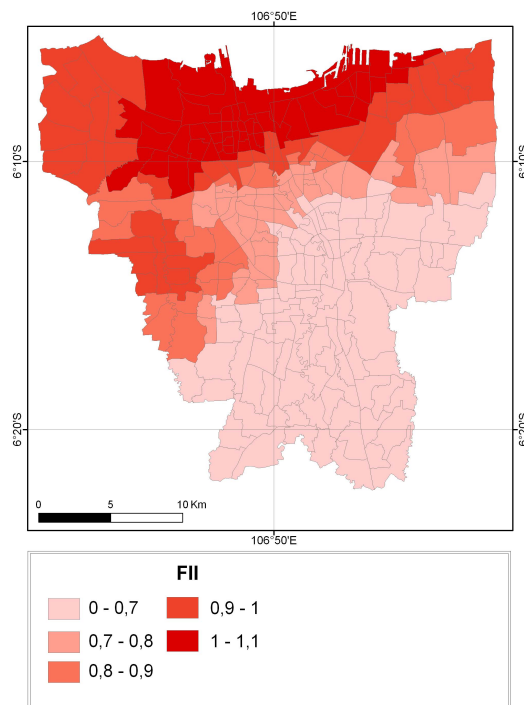 106°50'E
6°10'S
6°10'S
6°20'S
6°20'S
0 5 10 Km
106°50'E
FII
0 - 0,7
0,9 - 1
0,7 - 0,8
1 - 1,1
0,8 - 0,9